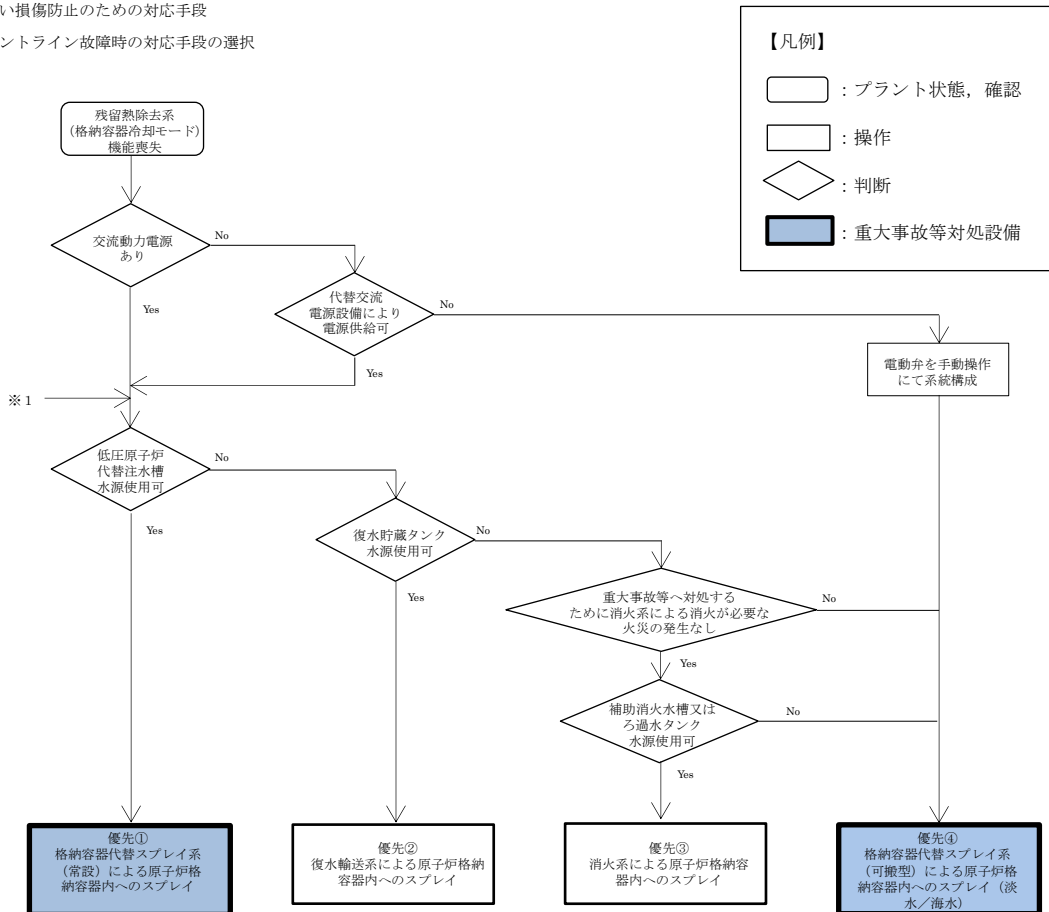 い損傷防止のための対応手段
ントライン故障時の対応手段の選択
【凡例】
：プラント状態，確認
：操作
：判断
：重大事故等対処設備
残留熱除去系
（格納容器冷却モード）
機能喪失
交流動力電源
あり
No
Yes
代替交流
電源設備により
電源供給可
No
Yes
電動弁を手動操作
にて系統構成
※1
低圧原子炉
代替注水槽
水源使用可
No
Yes
復水貯蔵タンク
水源使用可
No
Yes
重大事故等へ対処する
ために消火系による消火が必要な
火災の発生なし
No
Yes
補助消火水槽又は
ろ過水タンク
水源使用可
No
Yes
優先①
格納容器代替スプレイ系
（常設）による原子炉格
納容器内へのスプレイ
優先②
復水輸送系による原子炉格納
容器内へのスプレイ
優先③
消火系による原子炉格納容
器内へのスプレイ
優先④
格納容器代替スプレイ系
（可搬型）による原子炉格
納容器内へのスプレイ（淡
水／海水）